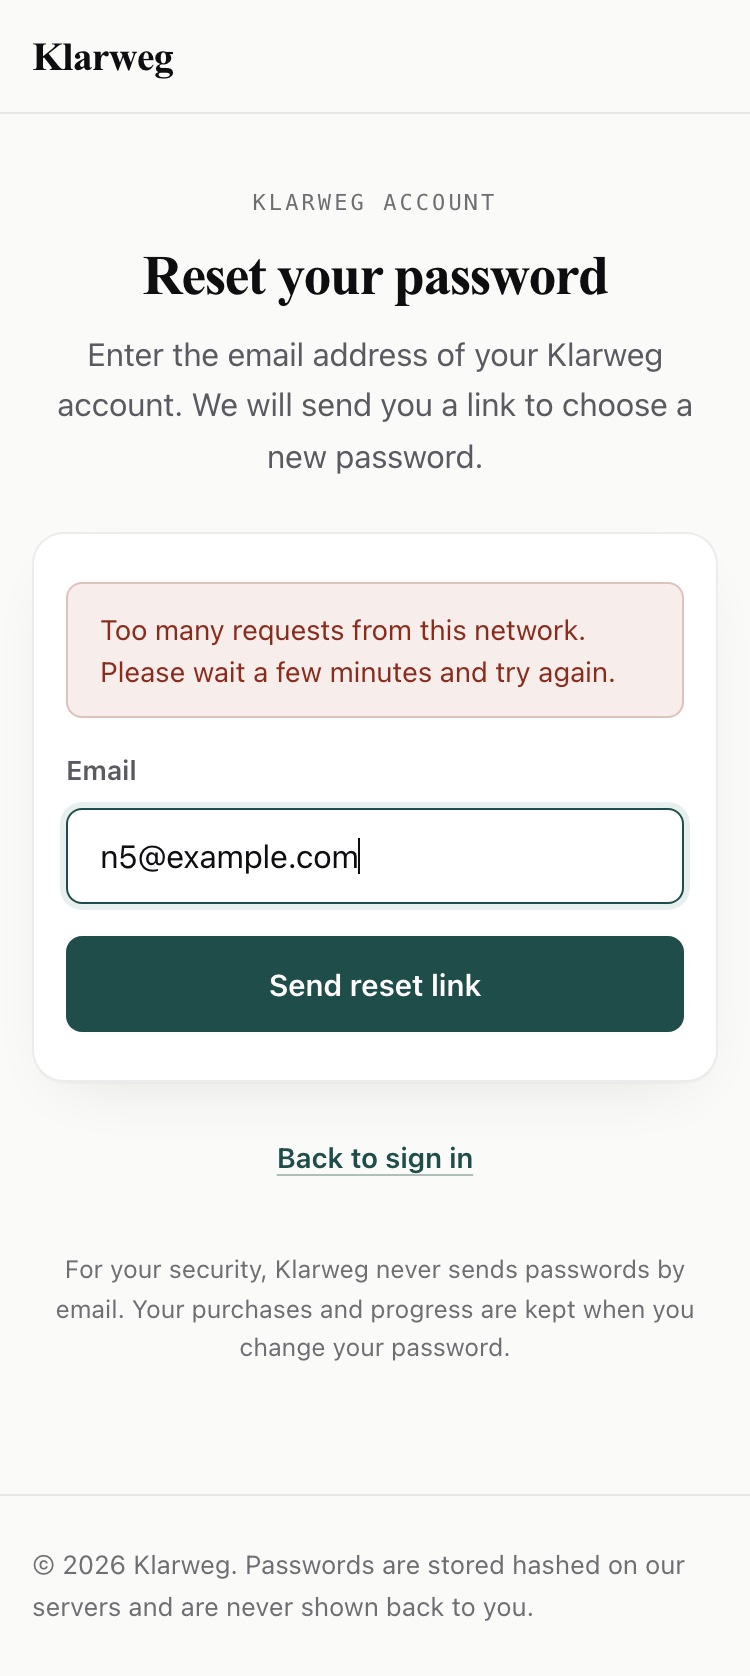 Klarweg
KLARWEG ACCOUNT
Reset your password
Enter the email address of your Klarweg
account. We will send you a link to choose a
new password.
Too many requests from this network.
Please wait a few minutes and try again.
Email
n5@example.com
Send reset link
Back to sign in
For your security, Klarweg never sends passwords by
email. Your purchases and progress are kept when you
change your password.
© 2026 Klarweg. Passwords are stored hashed on our
servers and are never shown back to you.